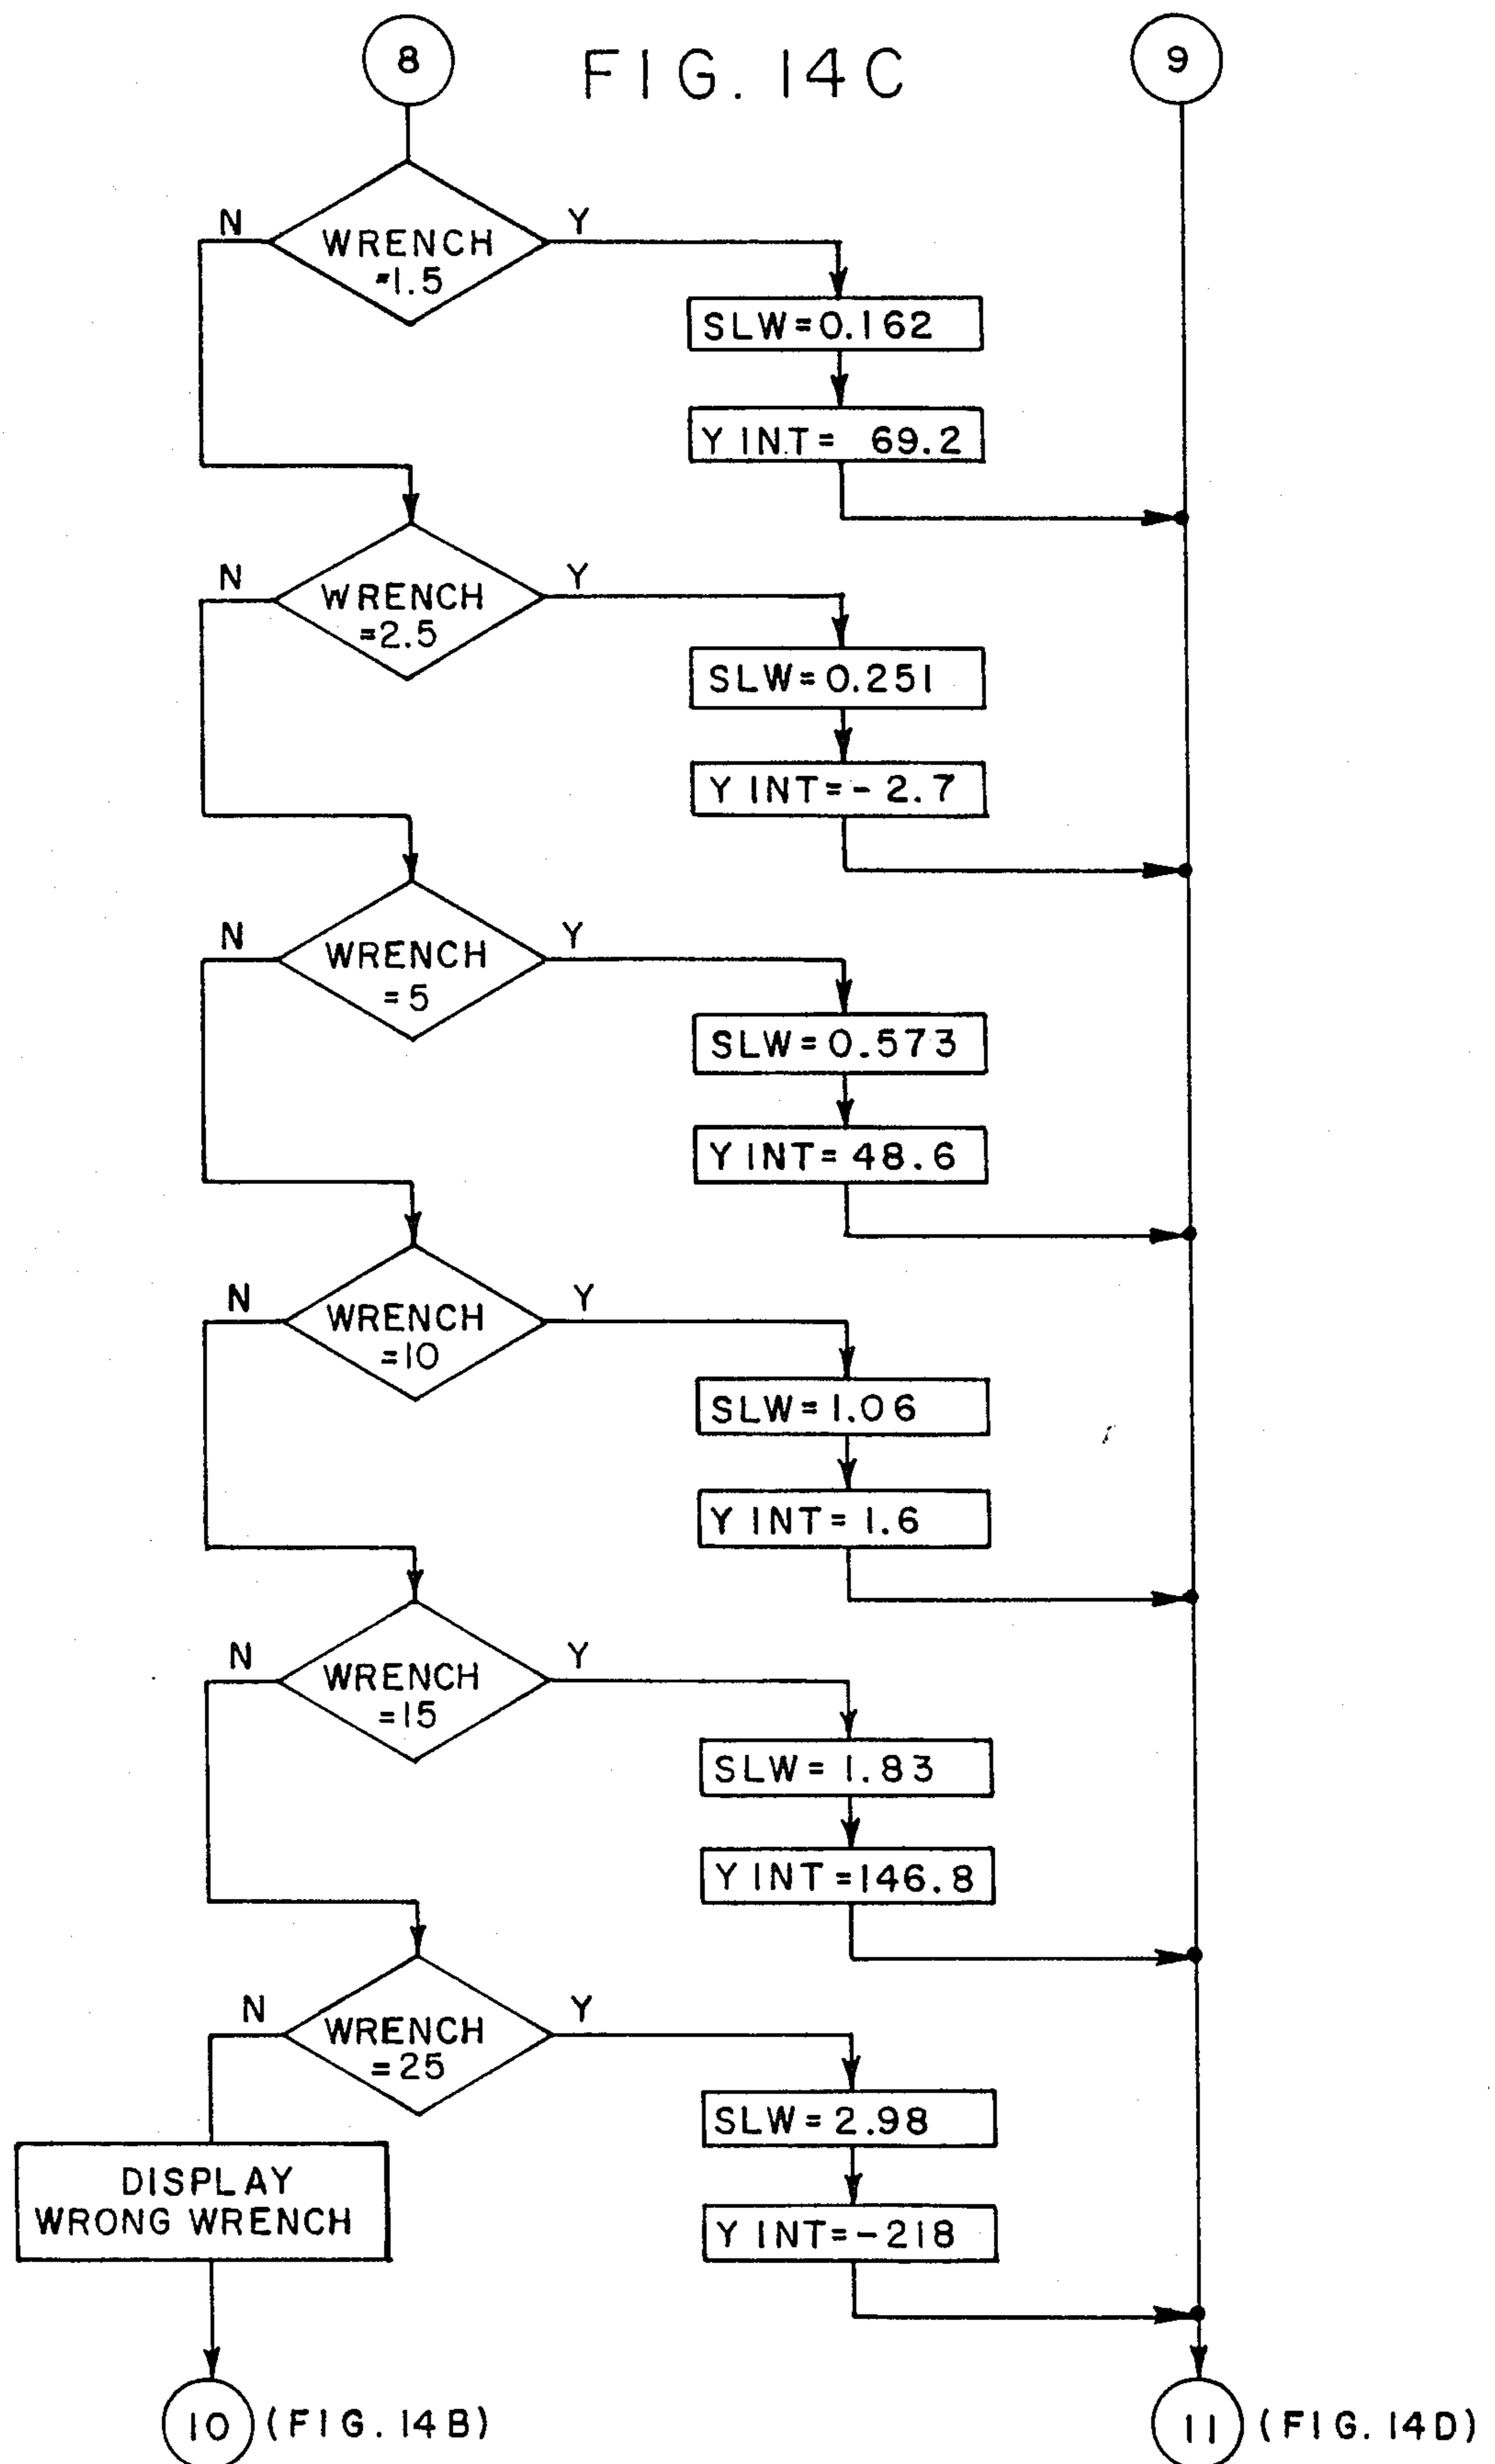 8
FIG. 14C
9
N
Y
WRENCH
=1.5
SLW=0.162
Y INT= 69.2
N
Y
WRENCH
=2.5
SLW=0.251
Y INT=-2.7
N
Y
WRENCH
=5
SLW=0.573
Y INT=48.6
N
Y
WRENCH
=10
SLW=1.06
Y INT=1.6
N
Y
WRENCH
=15
SLW=1.83
Y INT=146.8
N
Y
WRENCH
=25
SLW=2.98
DISPLAY
WRONG WRENCH
Y INT=-218
10 (FIG.14B)
11 (FIG.14D)